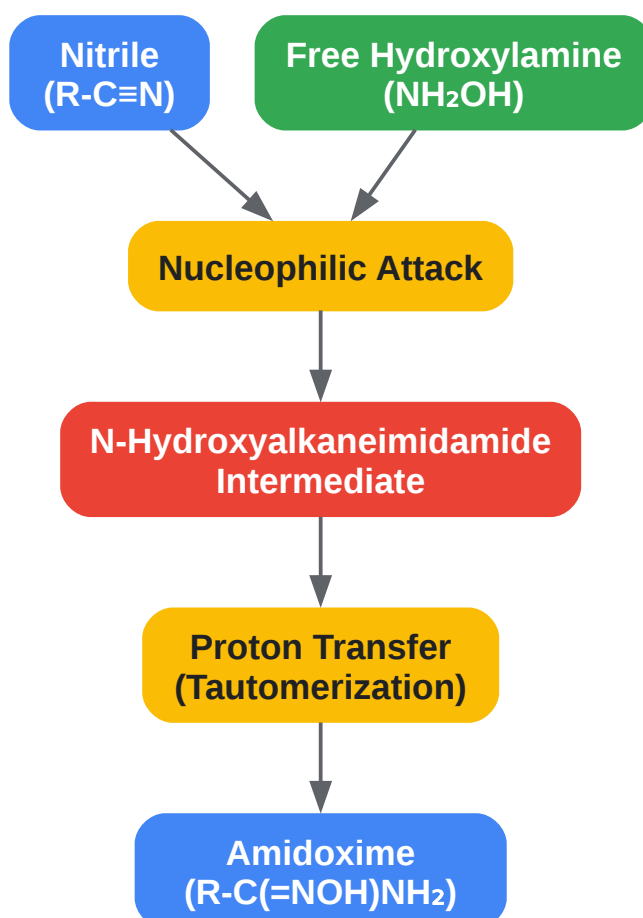 Nitrile
(R-C≡N)
Free Hydroxylamine
(NH₂OH)
Nucleophilic Attack
N-Hydroxyalkaneimidamide
Intermediate
Proton Transfer
(Tautomerization)
Amidoxime
(R-C(=NOH)NH₂)